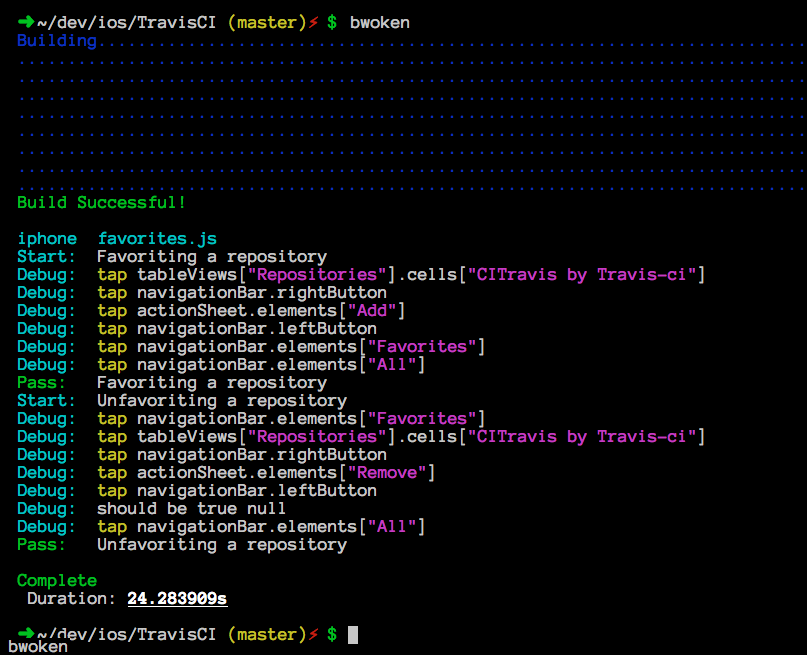 ➜~/dev/ios/TravisCI (master)⚡ $ bwoken
Building...............................................................................
...............................................................................
...............................................................................
...............................................................................
...............................................................................
...............................................................................
...............................................................................
...............................................................................
...............................................................................
Build Successful!
iphone  favorites.js
Start:  Favoriting a repository
Debug:  tap tableViews["Repositories"].cells["CITravis by Travis-ci"]
Debug:  tap navigationBar.rightButton
Debug:  tap actionSheet.elements["Add"]
Debug:  tap navigationBar.leftButton
Debug:  tap navigationBar.elements["Favorites"]
Debug:  tap navigationBar.elements["All"]
Pass:   Favoriting a repository
Start:  Unfavoriting a repository
Debug:  tap navigationBar.elements["Favorites"]
Debug:  tap tableViews["Repositories"].cells["CITravis by Travis-ci"]
Debug:  tap navigationBar.rightButton
Debug:  tap actionSheet.elements["Remove"]
Debug:  tap navigationBar.leftButton
Debug:  should be true null
Debug:  tap navigationBar.elements["All"]
Pass:   Unfavoriting a repository
Complete
Duration: 24.283909s
➜~/dev/ios/TravisCI (master)⚡ $
bwoken